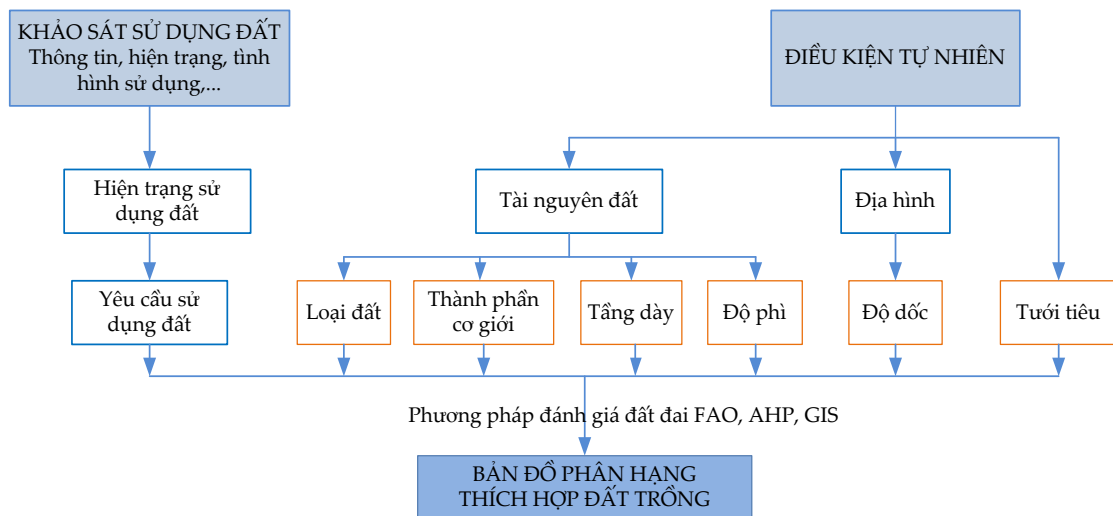 KHẢO SÁT SỬ DỤNG ĐẤT
Thông tin, hiện trạng, tình
hình sử dụng,...
ĐIỀU KIỆN TỰ NHIÊN
Hiện trạng sử
dụng đất
Tài nguyên đất
Địa hình
Yêu cầu sử
dụng đất
Loại đất
Thành phần
cơ giới
Tầng dày
Độ phì
Độ dốc
Tưới tiêu
Phương pháp đánh giá đất đai FAO, AHP, GIS
BẢN ĐỒ PHÂN HẠNG
THÍCH HỢP ĐẤT TRỒNG